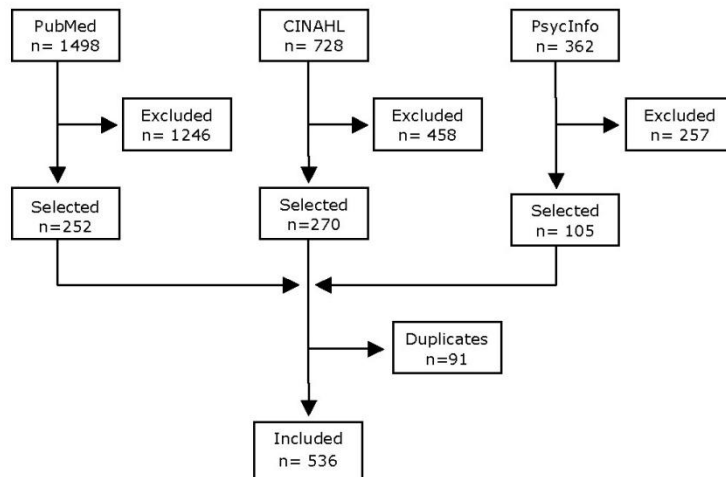 PubMed
n= 1498
CINAHL
n= 728
PsycInfo
n= 362
Excluded
n= 1246
Excluded
n= 458
Excluded
n= 257
Selected
n=252
Selected
n=270
Selected
n= 105
Duplicates
n=91
Included
n= 536